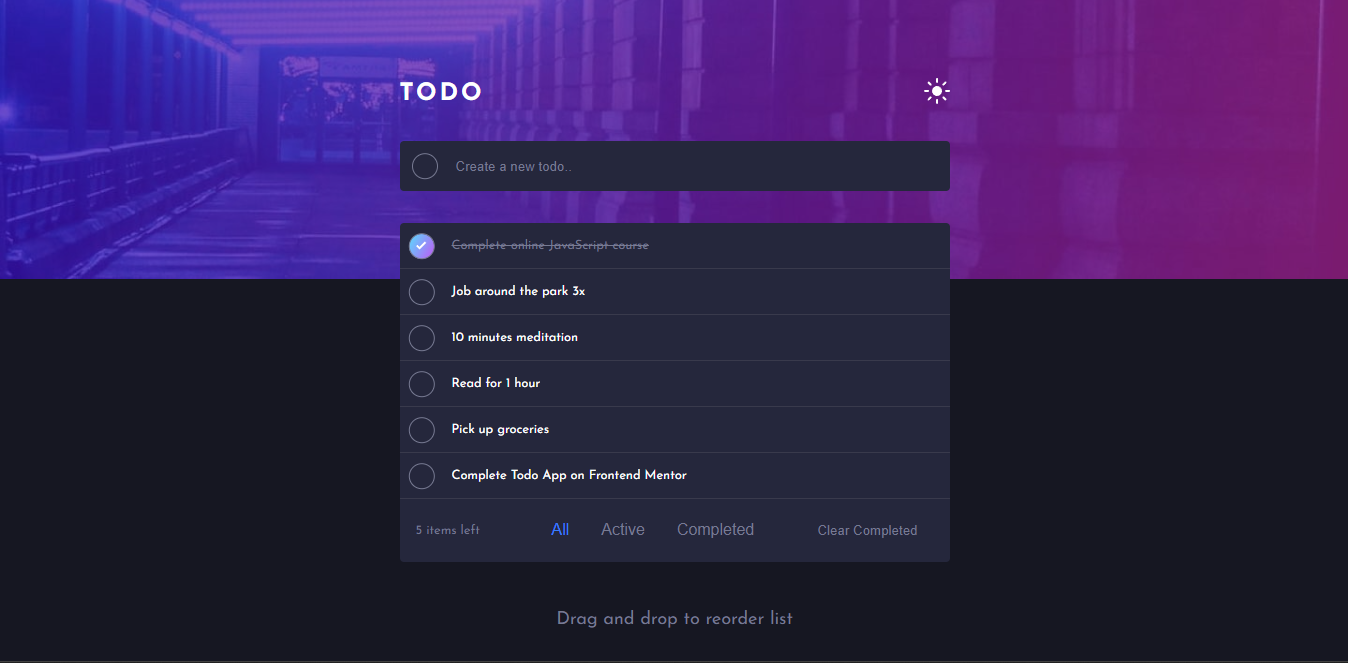 TODO
Create a new todo..
Complete online JavaScript course
Job around the park 3x
10 minutes meditation
Read for 1 hour
Pick up groceries
Complete Todo App on Frontend Mentor
5 items left All Active Completed Clear Completed
Drag and drop to reorder list